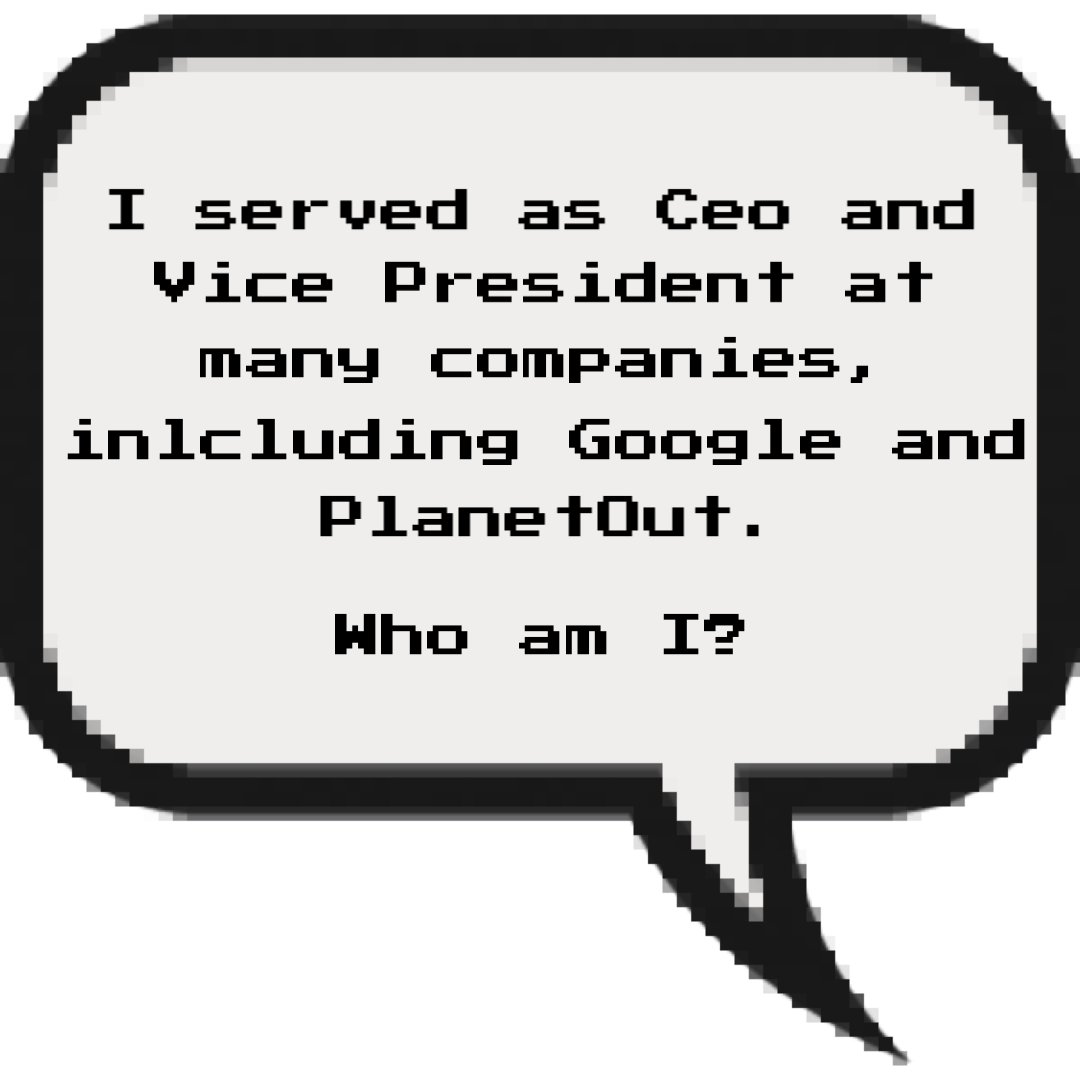 I served as Ceo and
Vice President at
many companies,
inlcluding Google and
PlanetOut.
Who am I?